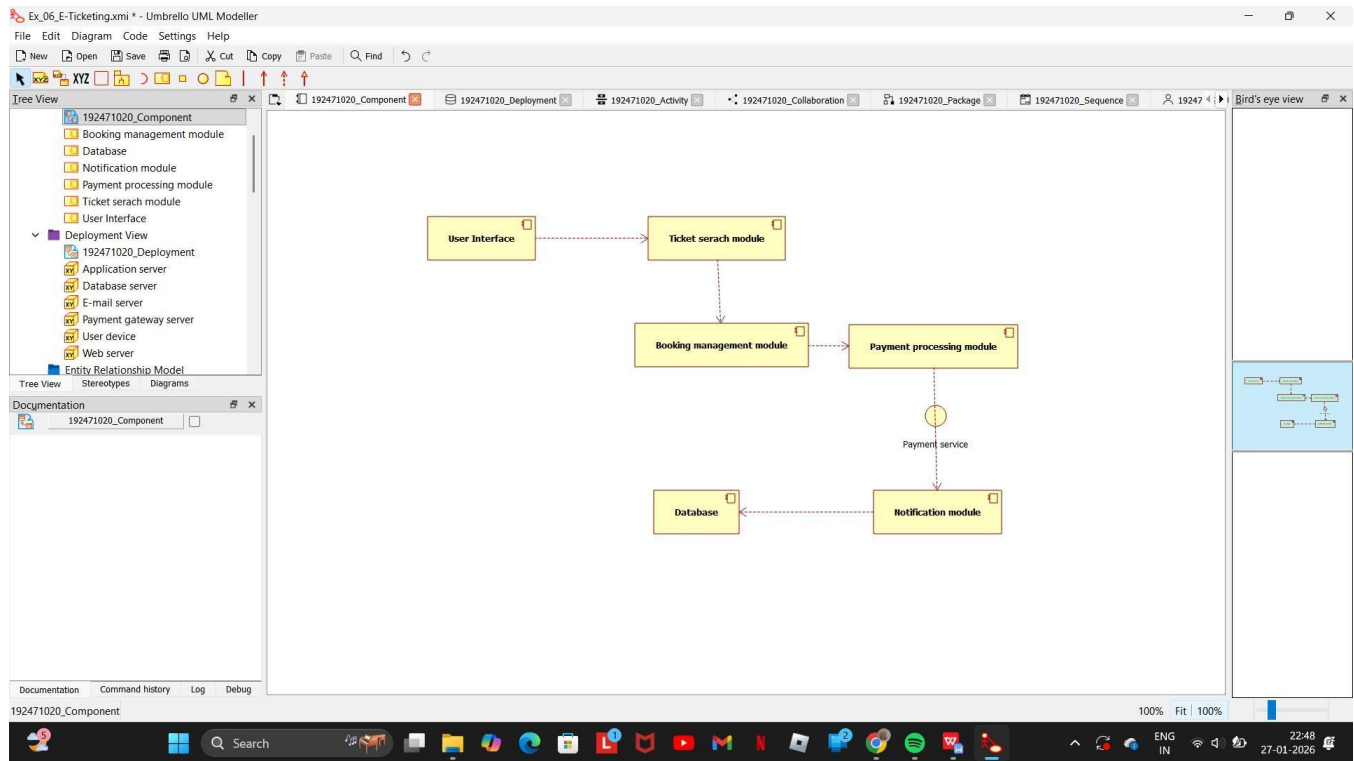 Ex_06_E-Ticketing.xmi * - Umbrello UML Modeller
File Edit Diagram Code Settings Help
New Open Save Cut Copy Paste Find
XYZ
Tree View
192471020_Component
Booking management module
Database
Notification module
Payment processing module
Ticket serach module
User Interface
Deployment View
192471020_Deployment
Application server
Database server
E-mail server
Payment gateway server
User device
Web server
Entity Relationship Model
Tree View Stereotypes Diagrams
Documentation
192471020_Component
Documentation Command history Log Debug
192471020_Component 192471020_Deployment 192471020_Activity 192471020_Collaboration 192471020_Package 192471020_Sequence 19247
User Interface
Ticket serach module
Booking management module
Payment processing module
Payment service
Database
Notification module
Bird's eye view
192471020_Component
100% Fit 100%
5
Search
1
2
ENG
IN
22:48
27-01-2026